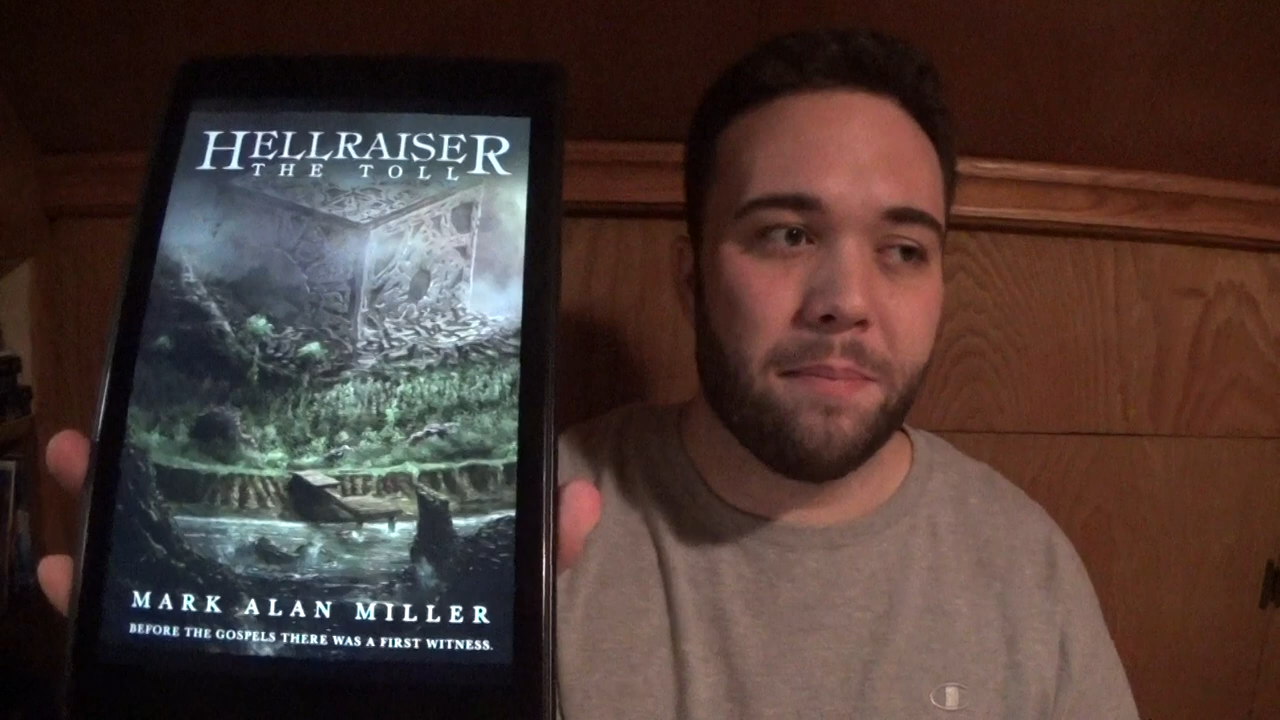 HELLRAISER
THE TOLL
MARK ALAN MILLER
BEFORE THE GOSPELS THERE WAS A FIRST WITNESS.